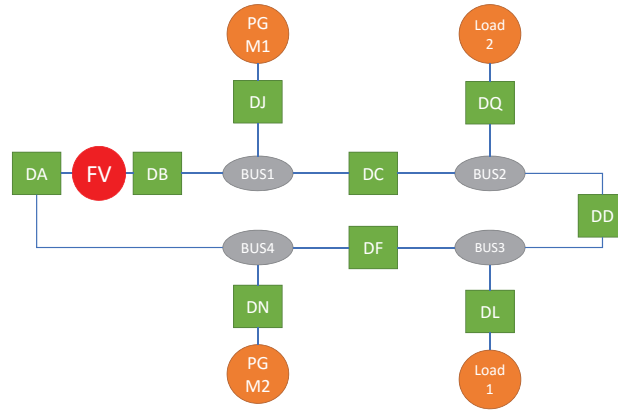 PG
M1
Load
2
DJ
DQ
DA
FV
DB
BUS1
DC
BUS2
DD
BUS4
DF
BUS3
DN
DL
PG
M2
Load
1